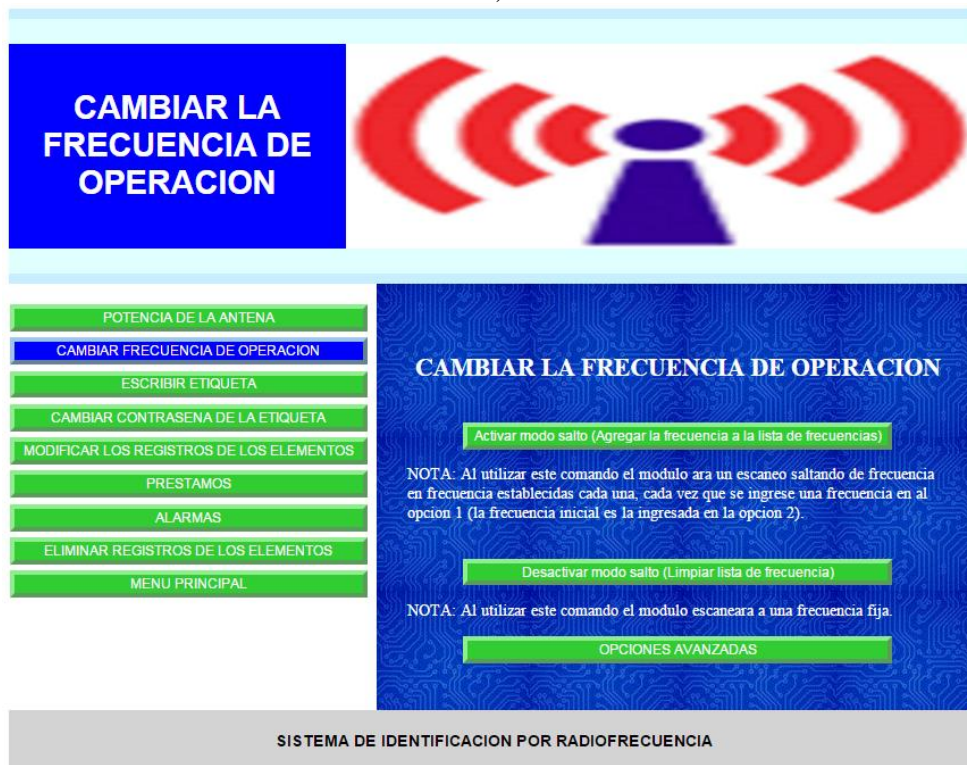 CAMBIAR LA
FRECUENCIA DE
OPERACION
POTENCIA DE LA ANTENA
CAMBIAR FRECUENCIA DE OPERACION
ESCRIBIR ETIQUETA
CAMBIAR CONTRASENA DE LA ETIQUETA
MODIFICAR LOS REGISTROS DE LOS ELEMENTOS
PRESTAMOS
ALARMAS
ELIMINAR REGISTROS DE LOS ELEMENTOS
MENU PRINCIPAL
CAMBIAR LA FRECUENCIA DE OPERACION
Activar modo salto (Agregar la frecuencia a la lista de frecuencias)
NOTA: Al utilizar este comando el modulo ara un escaneo saltando de frecuencia
en frecuencia establecidas cada una, cada vez que se ingrese una frecuencia en al
opcion 1 (la frecuencia inicial es la ingresada en la opcion 2).
Desactivar modo salto (Limpiar lista de frecuencia)
NOTA: Al utilizar este comando el modulo escaneara a una frecuencia fija.
OPCIONES AVANZADAS
SISTEMA DE IDENTIFICACION POR RADIOFRECUENCIA